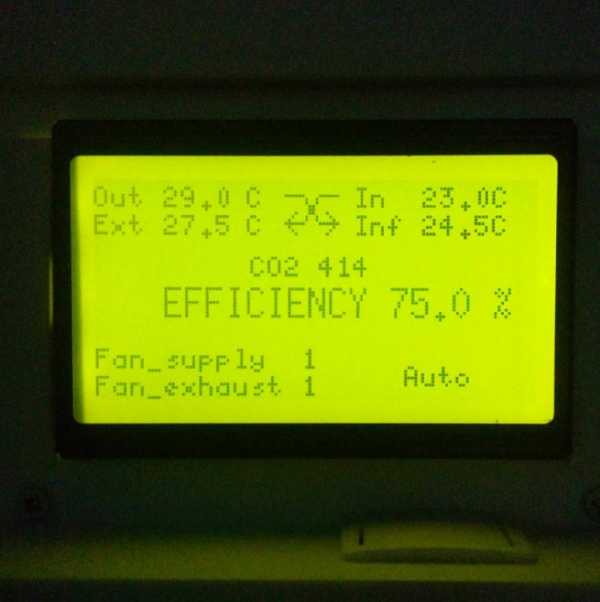 Out 29.0 C In 23.0C
Ext 27.5 C Inf 24.5C
CO2 414
EFFICIENCY 75.0 %
Fan_supply 1
Fan_exhaust 1
Auto